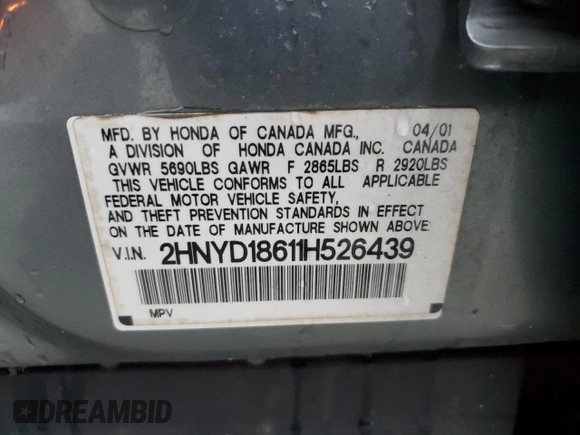 MFD. BY HONDA OF CANADA MFG., 04/01
A DIVISION OF HONDA CANADA INC. CANADA
GVWR 5690LBS GAWR F 2865LBS R 2920LBS
THIS VEHICLE CONFORMS TO ALL APPLICABLE
FEDERAL MOTOR VEHICLE SAFETY,
AND THEFT PREVENTION STANDARDS IN EFFECT
ON THE DATE OF MANUFACTURE SHOWN ABOVE:
V.I.N. 2HNYD18611H526439
MPV
DREAMBID